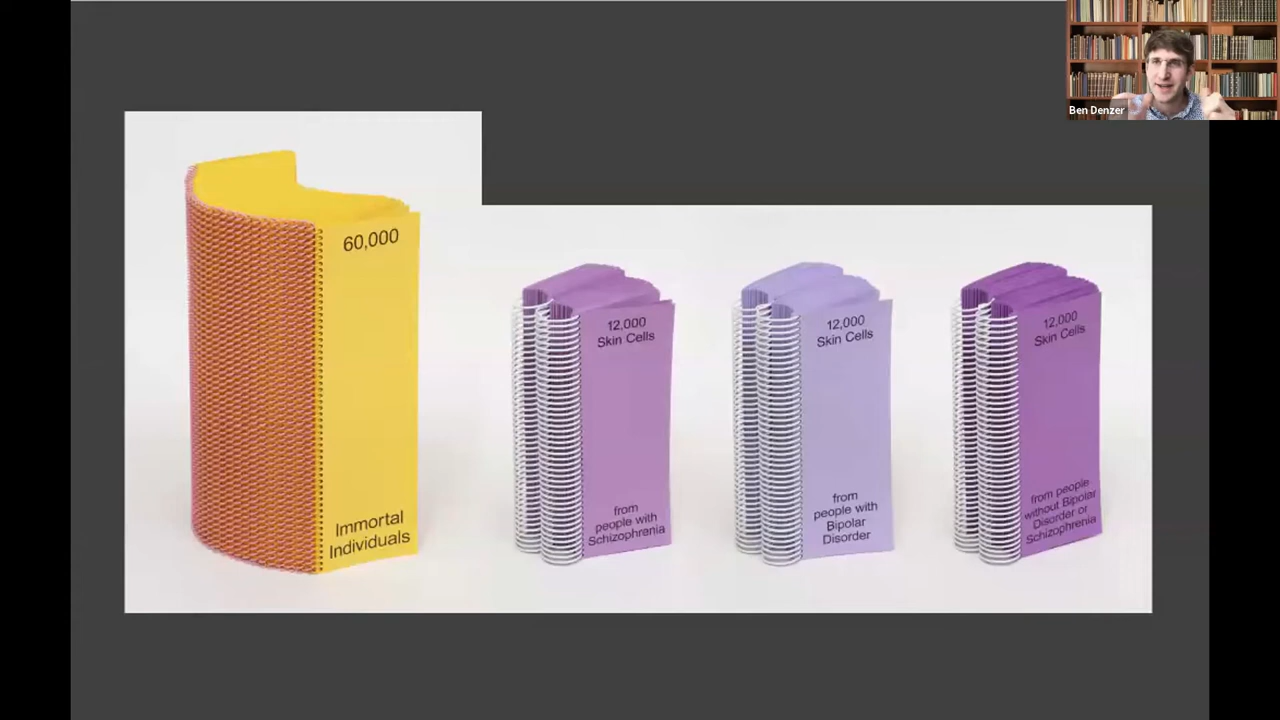 Ben Denzer
60,000
Immortal
Individuals
12,000
Skin Cells
from
people with
Schizophrenia
12,000
Skin Cells
from
people with
Bipolar
Disorder
12,000
Skin Cells
from people
without Bipolar
Disorder or
Schizophrenia